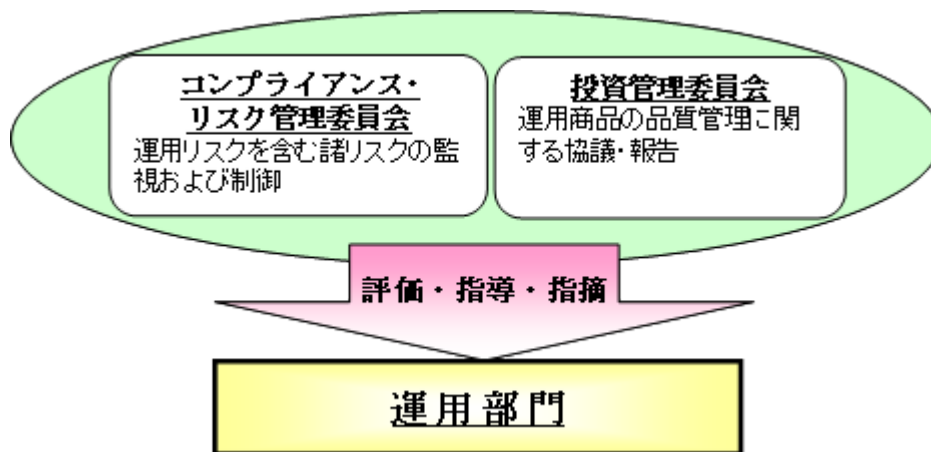 コンプライアンス・
リスク管理委員会
運用リスクを含む諸リスクの監
視および制御
投資管理委員会
運用商品の品質管理に関
する協議・報告
評価・指導・指摘
運用部門